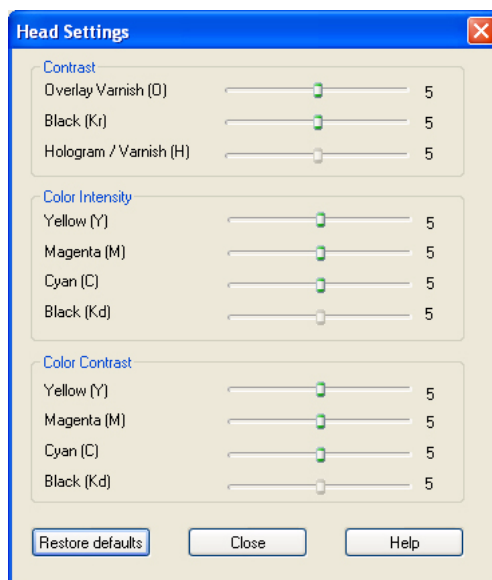 Head Settings
Contrast
Overlay Varnish (O) 5
Black (Kr) 5
Hologram / Varnish (H) 5
Color Intensity
Yellow (Y) 5
Magenta (M) 5
Cyan (C) 5
Black (Kd) 5
Color Contrast
Yellow (Y) 5
Magenta (M) 5
Cyan (C) 5
Black (Kd) 5
Restore defaults Close Help